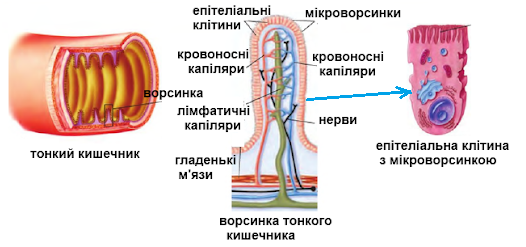 епітеліальні
клітини
мікроворсинки
кровоносні
капіляри
кровоносні
капіляри
ворсинка
лімфатичні
капіляри
нерви
тонкий кишечник
гладенькі
м'язи
епітеліальна клітина
з мікроворсинкою
ворсинка тонкого
кишечника